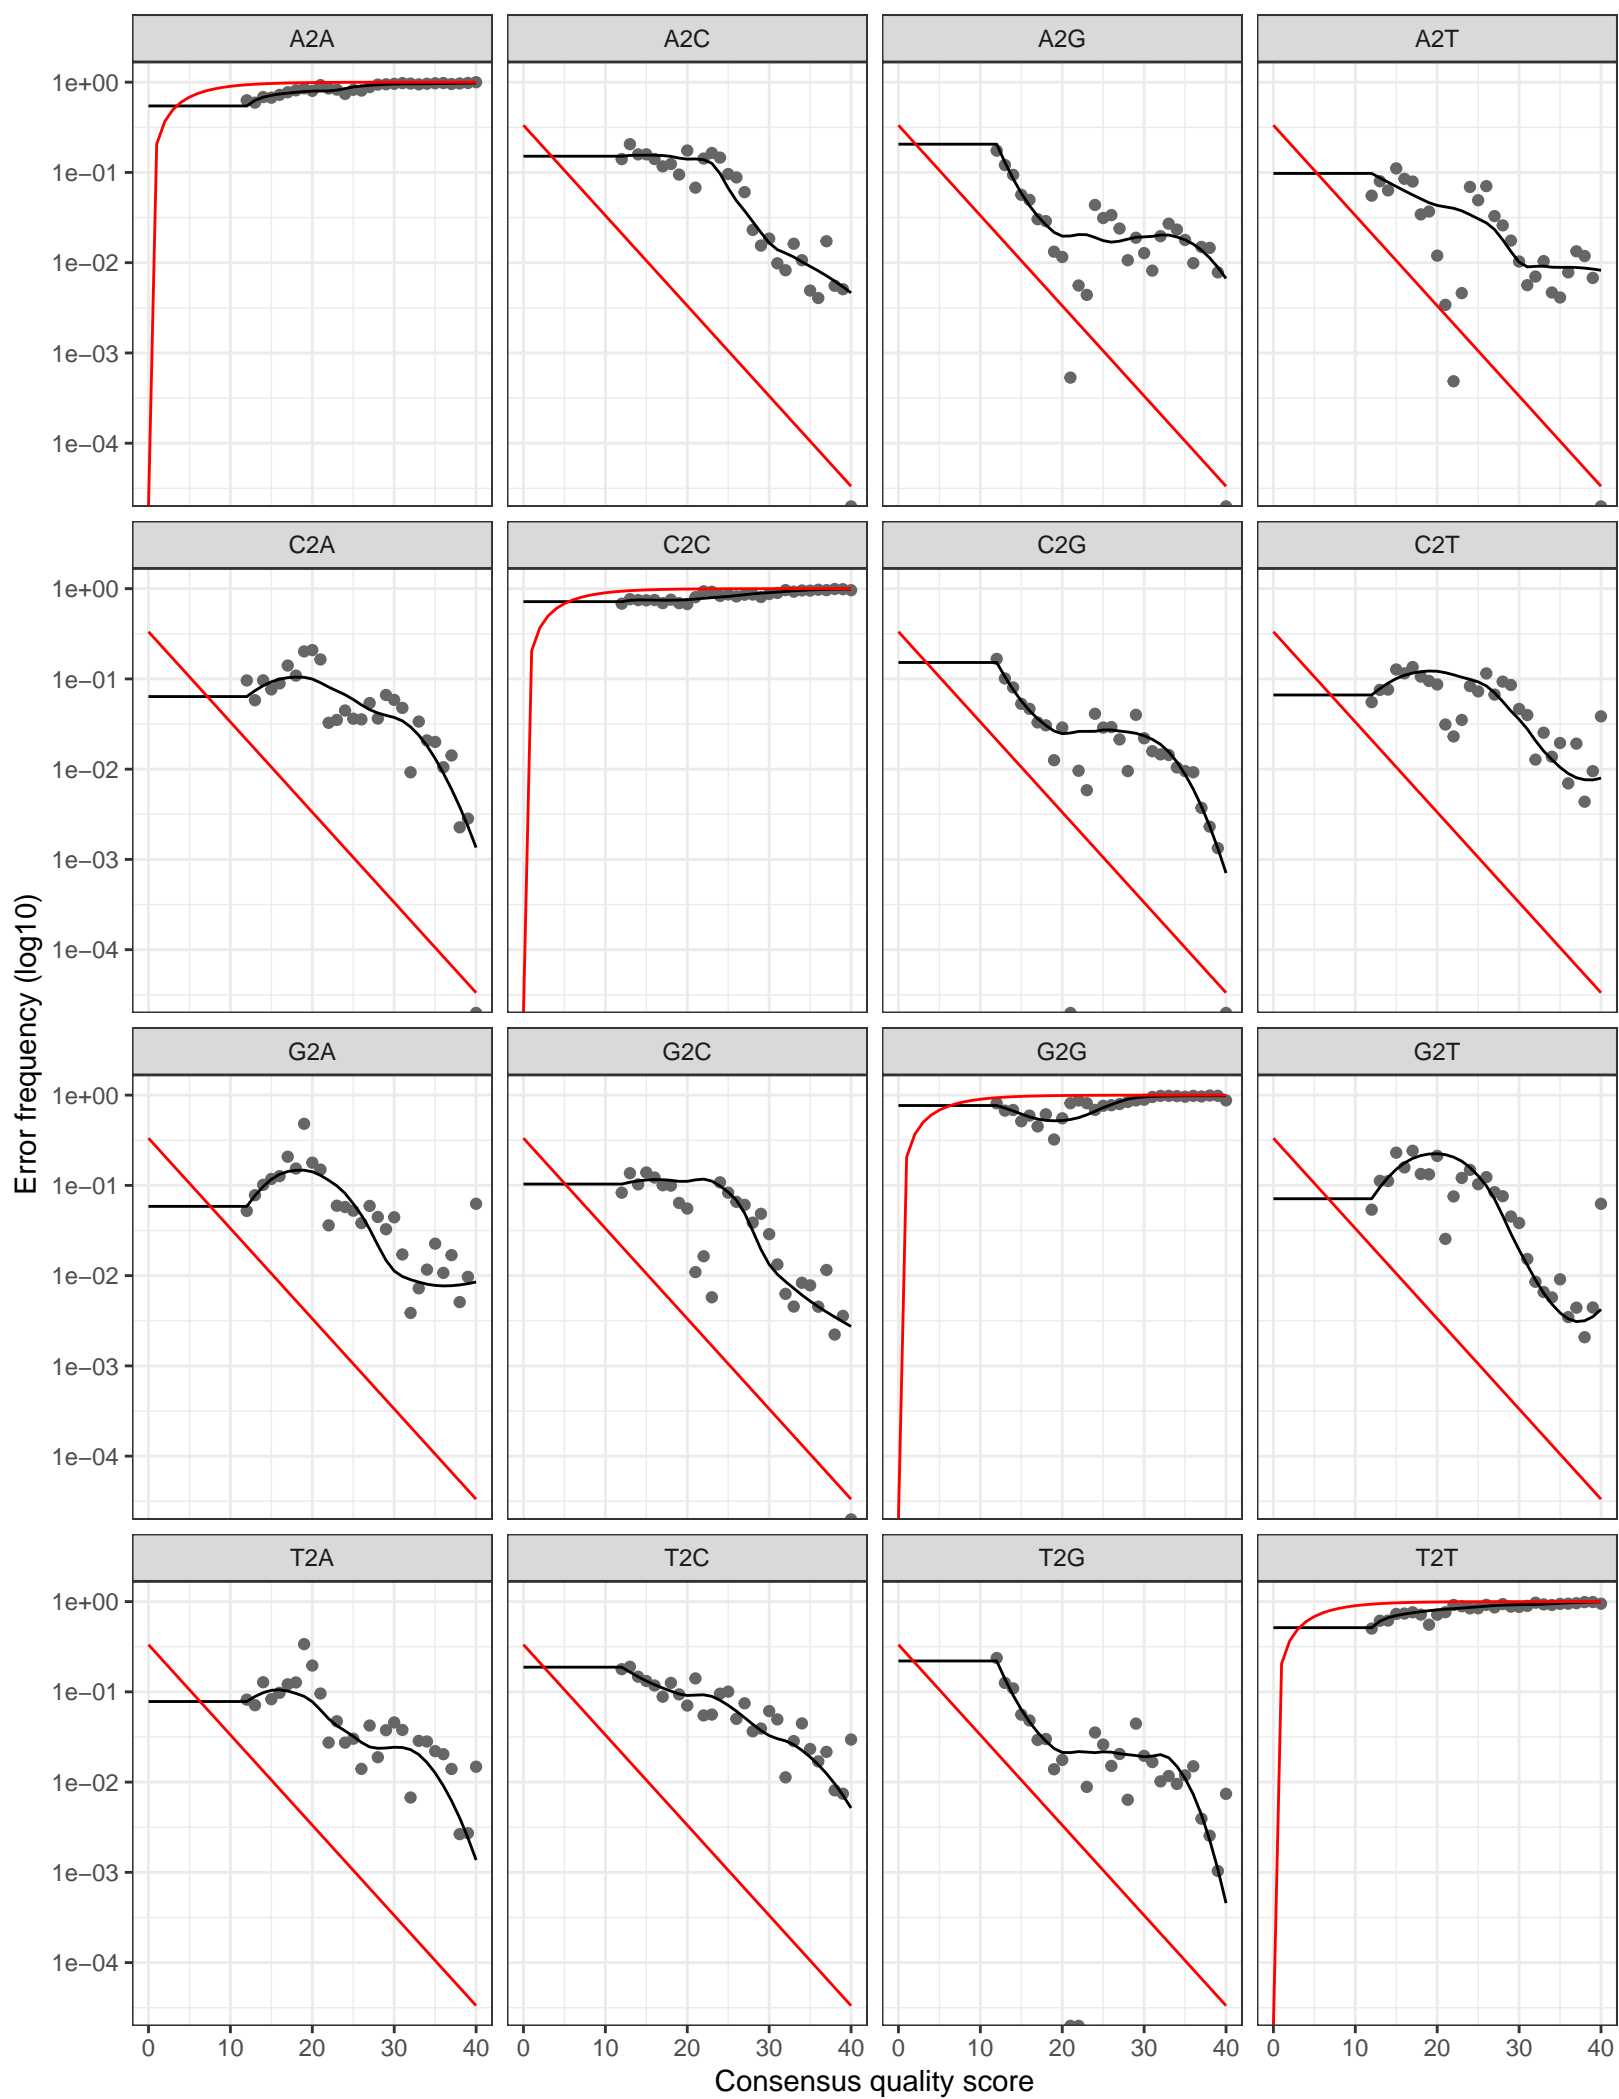 A2A A2C A2G A2T
1e+00
1e−01
1e−02
1e−03
1e−04
C2A C2C C2G C2T
1e+00
1e−01
1e−02
1e−03
1e−04
Error frequency (log10)
G2A G2C G2G G2T
1e+00
1e−01
1e−02
1e−03
1e−04
T2A T2C T2G T2T
1e+00
1e−01
1e−02
1e−03
1e−04
0 10 20 30 40 0 10 20 30 40 0 10 20 30 40 0 10 20 30 40
Consensus quality score